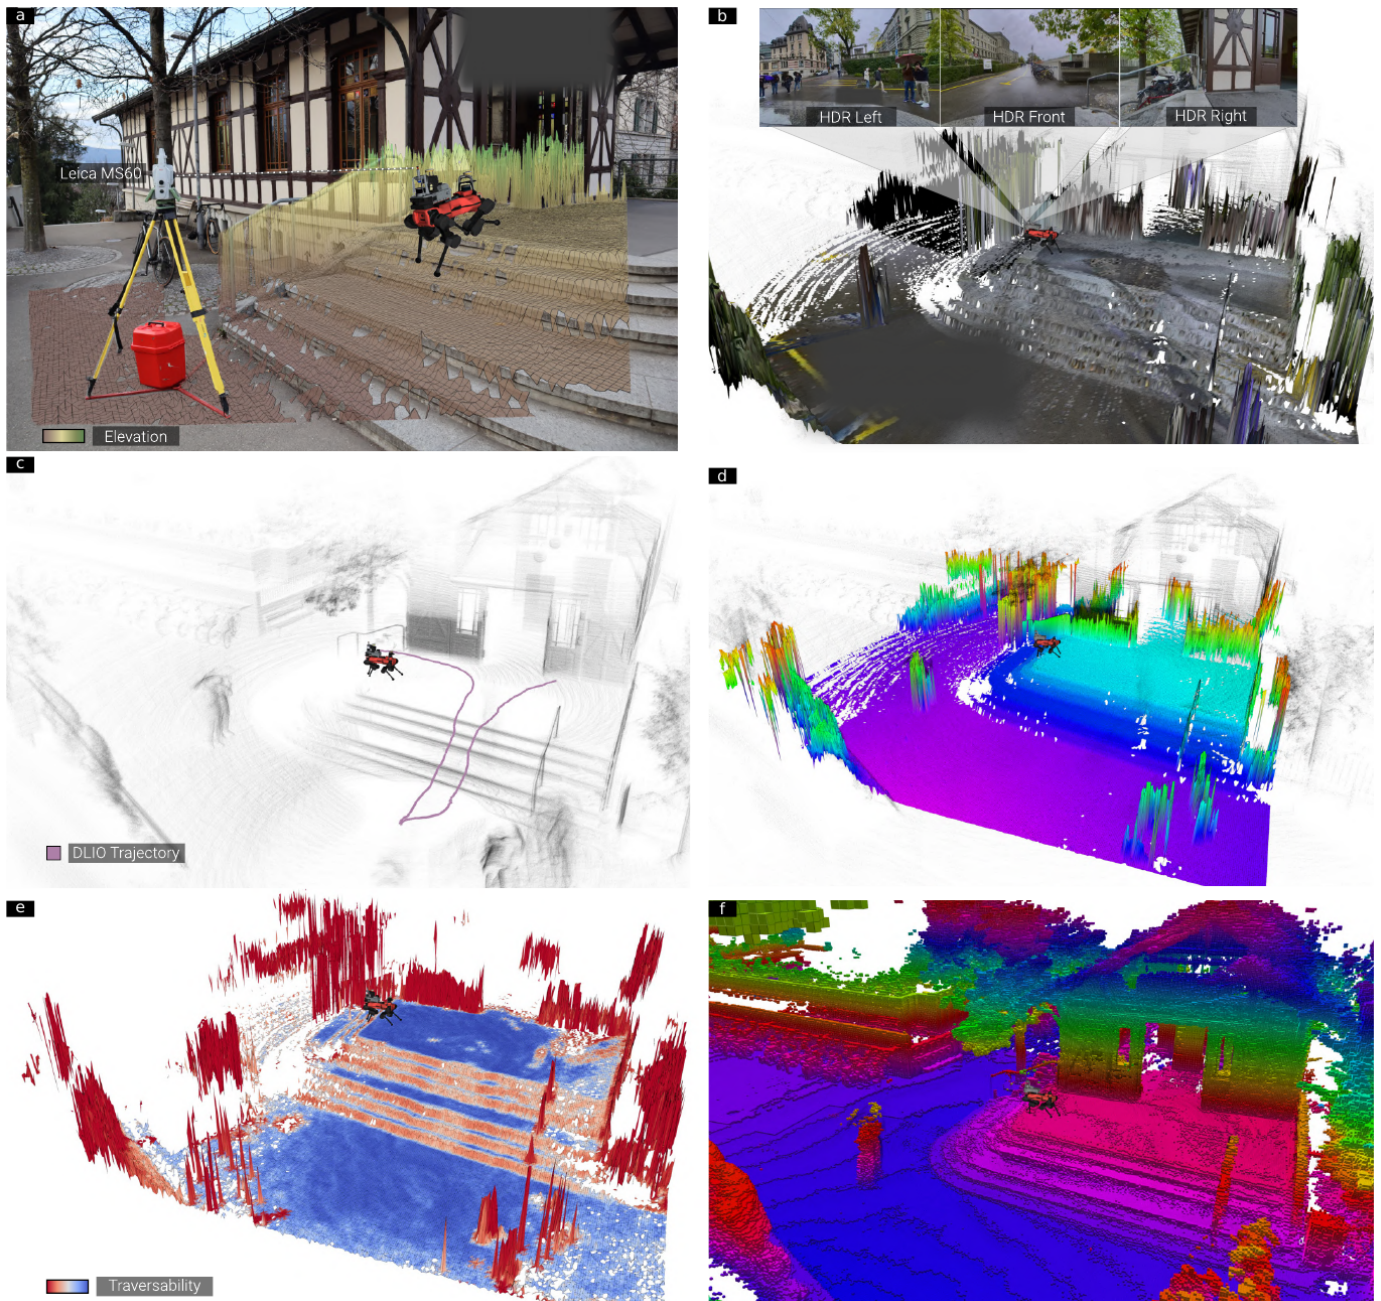 a
Leica MS60
Elevation
b
HDR Left
HDR Front
HDR Right
c
DLIO Trajectory
d
e
Traversability
f